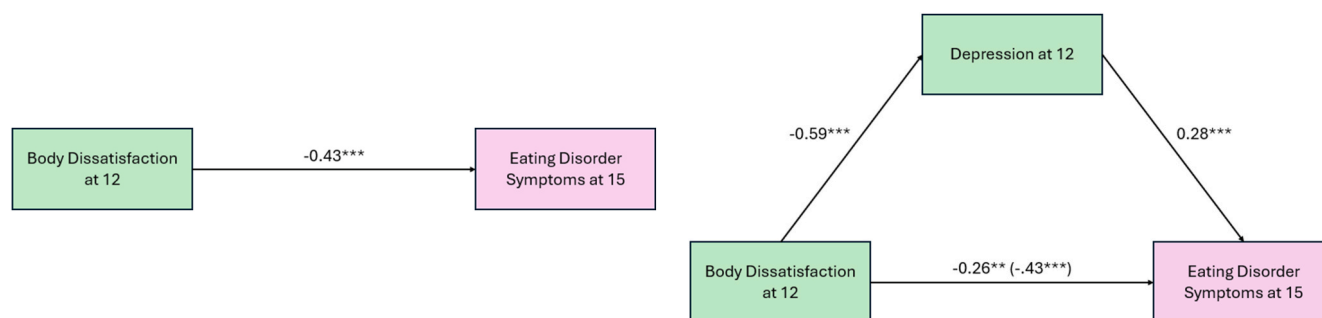 Body Dissatisfaction
at 12
-0.43***
Eating Disorder
Symptoms at 15
Depression at 12
-0.59***
0.28***
Body Dissatisfaction
at 12
-0.26** (-.43***)
Eating Disorder
Symptoms at 15